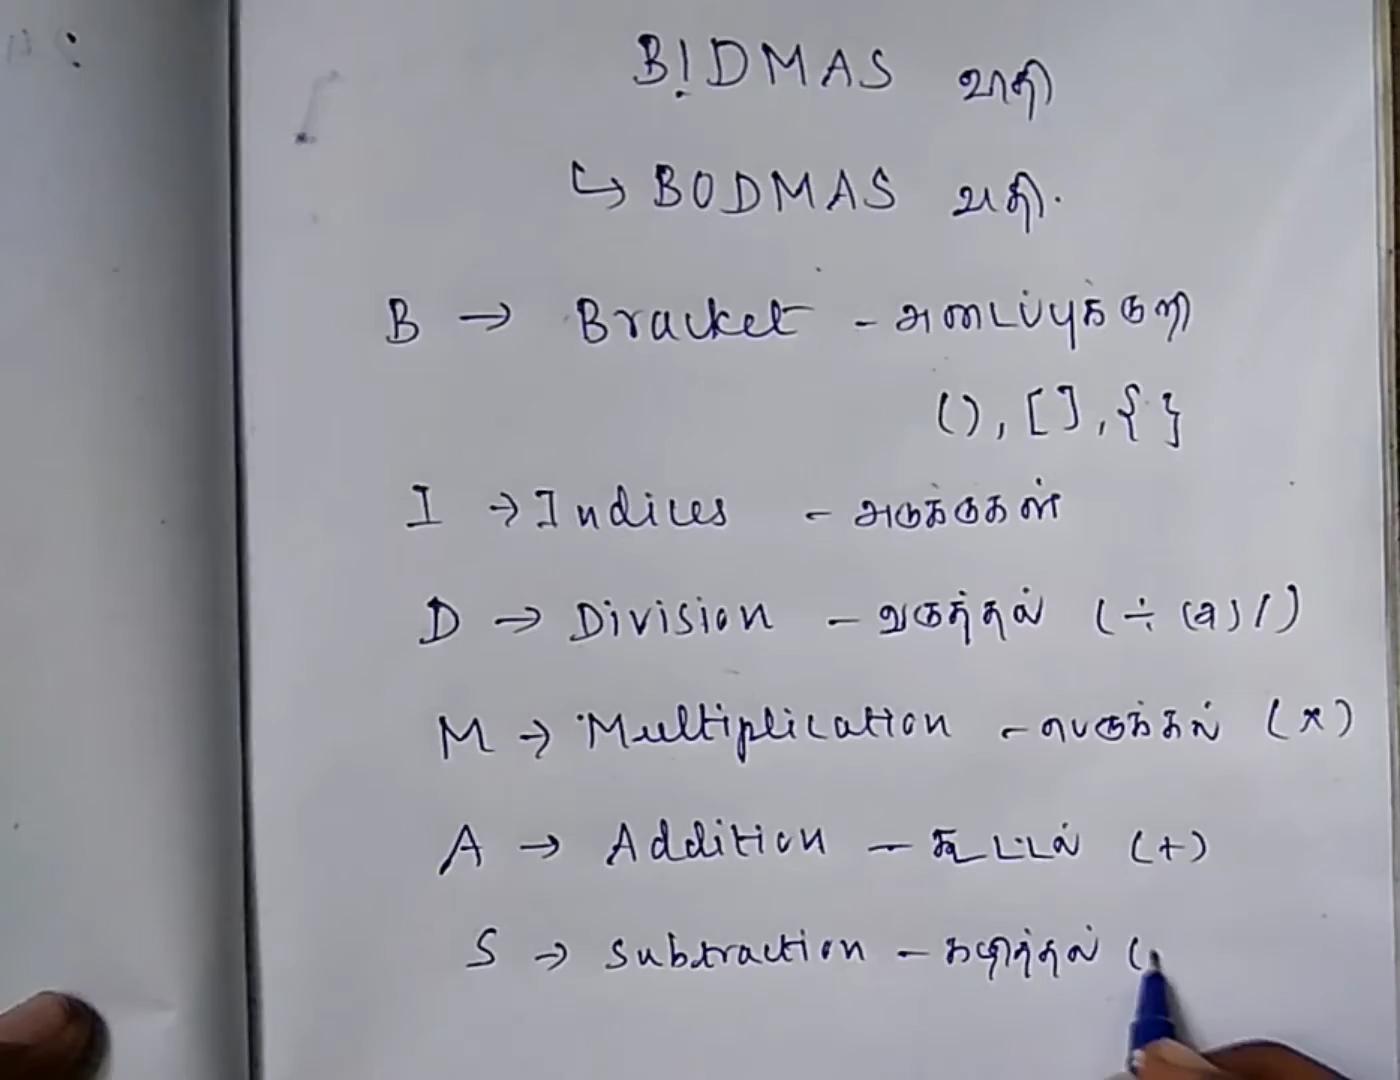 BIDMAS விதி
↳ BODMAS விதி.
B → Bracket - அடைப்புக்குறி
(), [], { }
I → Indices - அடுக்குகள்
D → Division - வகுத்தல் (÷ (a) /)
M → Multiplication - பெருக்கல் (×)
A → Addition - கூட்டல் (+)
S → Subtraction - கழித்தல் (